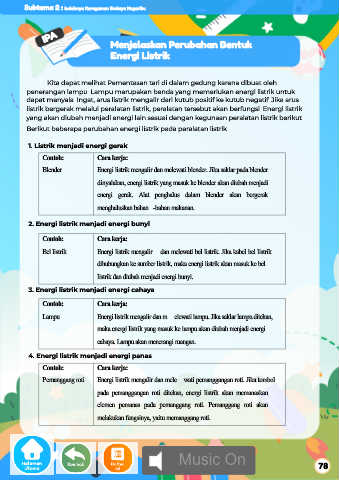 Subtema 2 : Indahnya Keragaman Budaya Negeriku
IPA
Menjelaskan Perubahan Bentuk
Energi Listrik
Kita dapat melihat Pementasan tari di dalam gedung karena dibuat oleh
penerangan lampu Lampu merupakan benda yang memerlukan energi listrik untuk
dapat menyala. Ingat, arus listrik mengalir dari kutub positif ke kutub negatif Jika arus
listrik bergerak melalui peralatan listrik, peralatan tersebut akan berfungsi Energi listrik
yang akan diubah menjadi energi lain sesuai dengan kegunaan peralatan listrik berikut
Berikut beberapa perubahan energi listrik pada peralatan listrik
1. Listrik menjadi energi gerak
Contoh: Cara kerja:
Blender Energi listrik mengalir dan melewati blender. Jika saklar pada blender
dinyalakan, energi listrik yang masuk ke blender akan diubah menjadi
energi gerak. Alat penghalus dalam blender akan bergerak
menghaluskan bahan -bahan makanan.
2. Energi listrik menjadi energi bunyi
Contoh: Cara kerja:
Bel listrik Energi listrik mengalir dan melewati bel listrik. Jika kabel bel listrik
dihubungkan ke sumber listrik, maka energi listrik akan masuk ke bel
listrik dan diubah menjadi energi bunyi.
3. Energi listrik menjadi energi cahaya
Contoh: Cara kerja:
Lampu Energi listrik mengalir dan m elewati lampu. Jika saklar lampu ditekan,
maka energi listrik yang masuk ke lampu akan diubah menjadi energi
cahaya. Lampu akan menerangi ruangan.
4. Energi listrik menjadi energi panas
Contoh: Cara kerja:
Pemanggang roti Energi listrik mengalir dan mele wati pemanggangan roti. Jika tombol
pada pemanggangan roti ditekan, energi listrik akan memanaskan
elemen pemanas pada pemanggang roti. Pemanggang roti akan
melakukan fungsinya, yaitu memanggang roti.
Halaman
Utama
Music On
78